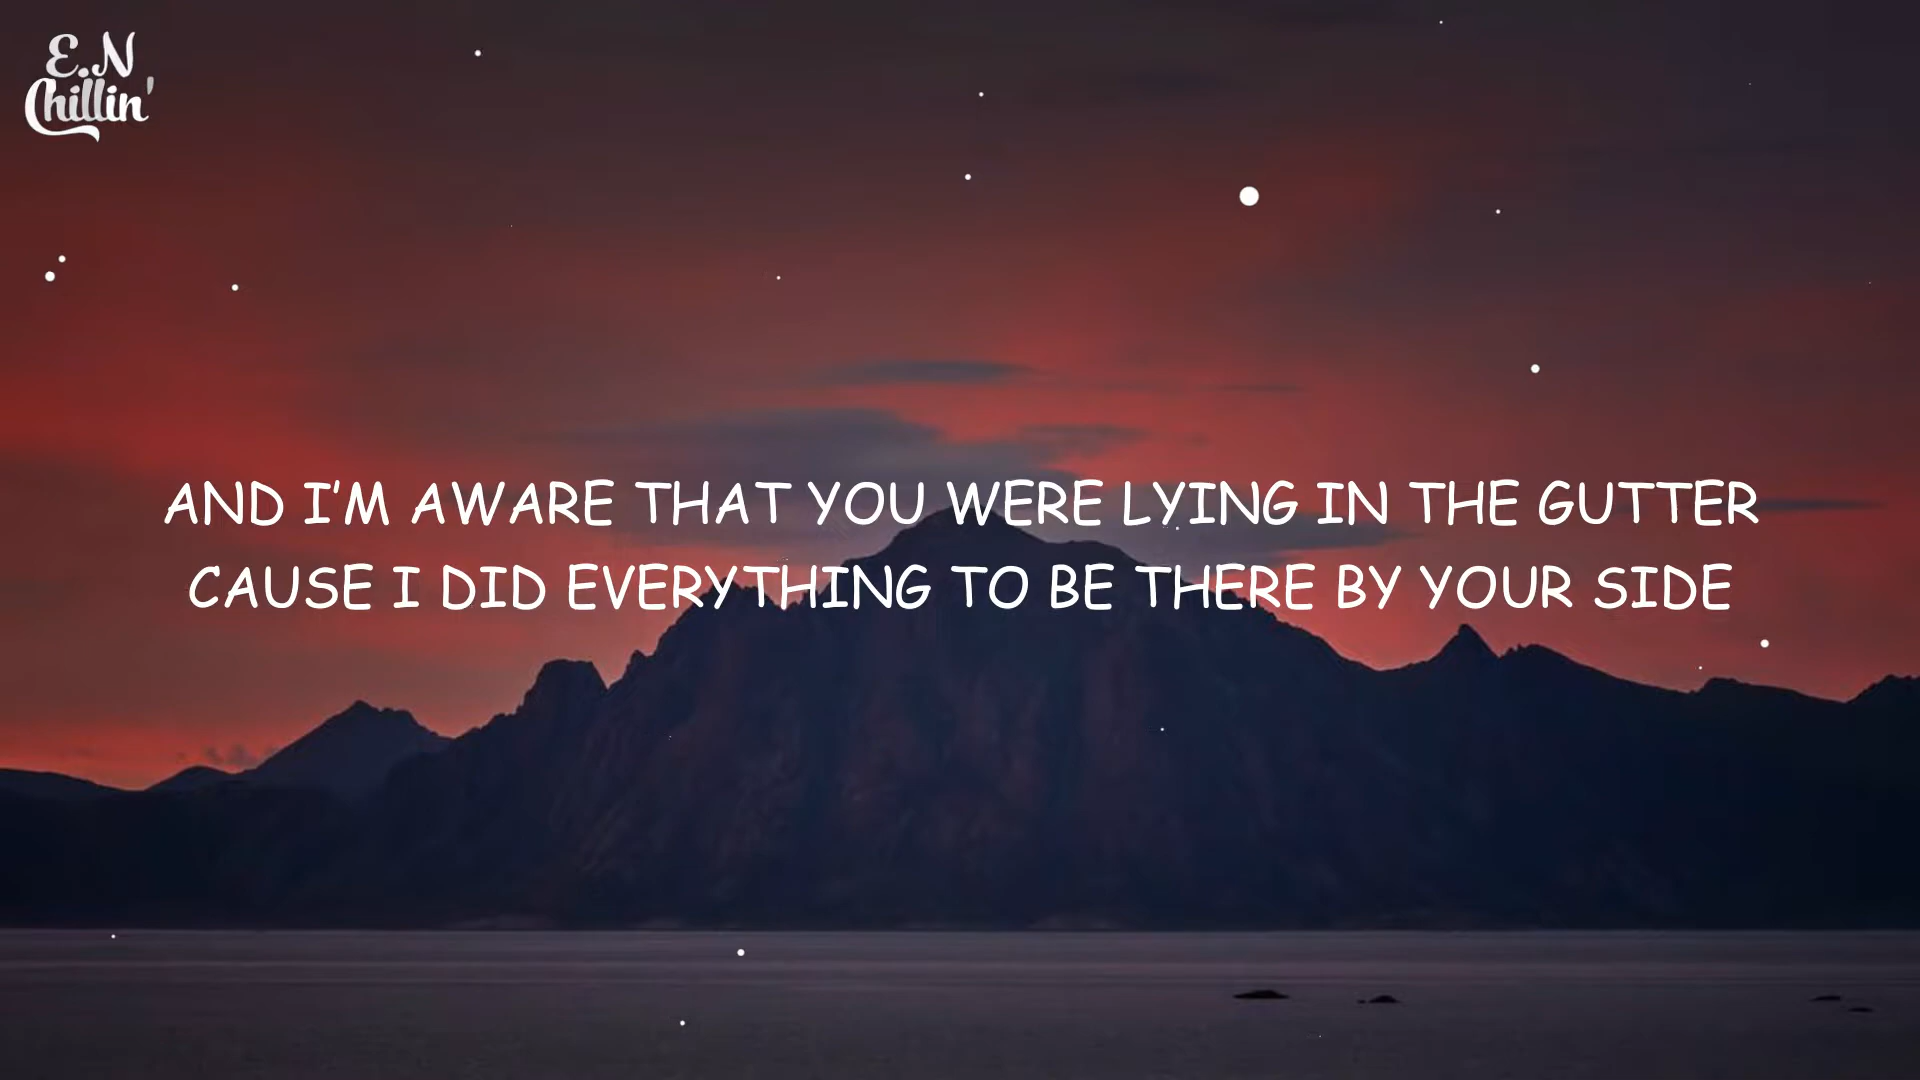 E.N
Chillin'
AND I'M AWARE THAT YOU WERE LYING IN THE GUTTER
CAUSE I DID EVERYTHING TO BE THERE BY YOUR SIDE